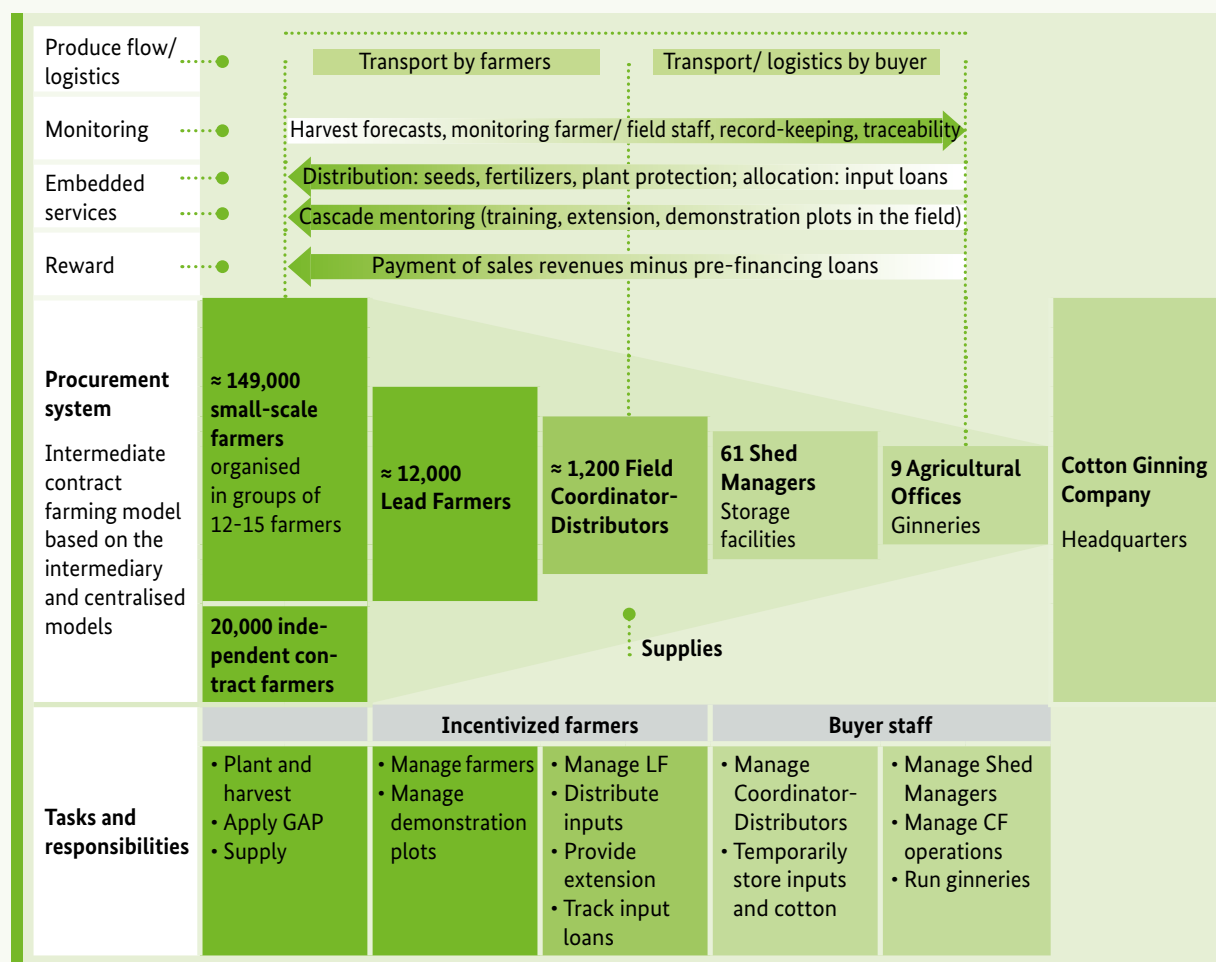 Produce flow/
logistics
Transport by farmers
Transport/ logistics by buyer
Monitoring
Harvest forecasts, monitoring farmer/ field staff, record-keeping, traceability
Embedded
services
Distribution: seeds, fertilizers, plant protection; allocation: input loans
Cascade mentoring (training, extension, demonstration plots in the field)
Reward
Payment of sales revenues minus pre-financing loans
Procurement
system
Intermediate
contract
farming model
based on the
intermediary
and centralised
models
≈ 149,000
small-scale
farmers
organised
in groups of
12-15 farmers
20,000 inde-
pendent con-
tract farmers
≈ 12,000
Lead Farmers
≈ 1,200 Field
Coordinator-
Distributors
61 Shed
Managers
Storage
facilities
9 Agricultural
Offices
Ginneries
Cotton Ginning
Company
Headquarters
Supplies
Tasks and
responsibilities
Incentivized farmers
Buyer staff
• Plant and
harvest
• Apply GAP
• Supply
• Manage farmers
• Manage
demonstration
plots
• Manage LF
• Distribute
inputs
• Provide
extension
• Track input
loans
• Manage
Coordinator-
Distributors
• Temporarily
store inputs
and cotton
• Manage Shed
Managers
• Manage CF
operations
• Run ginneries